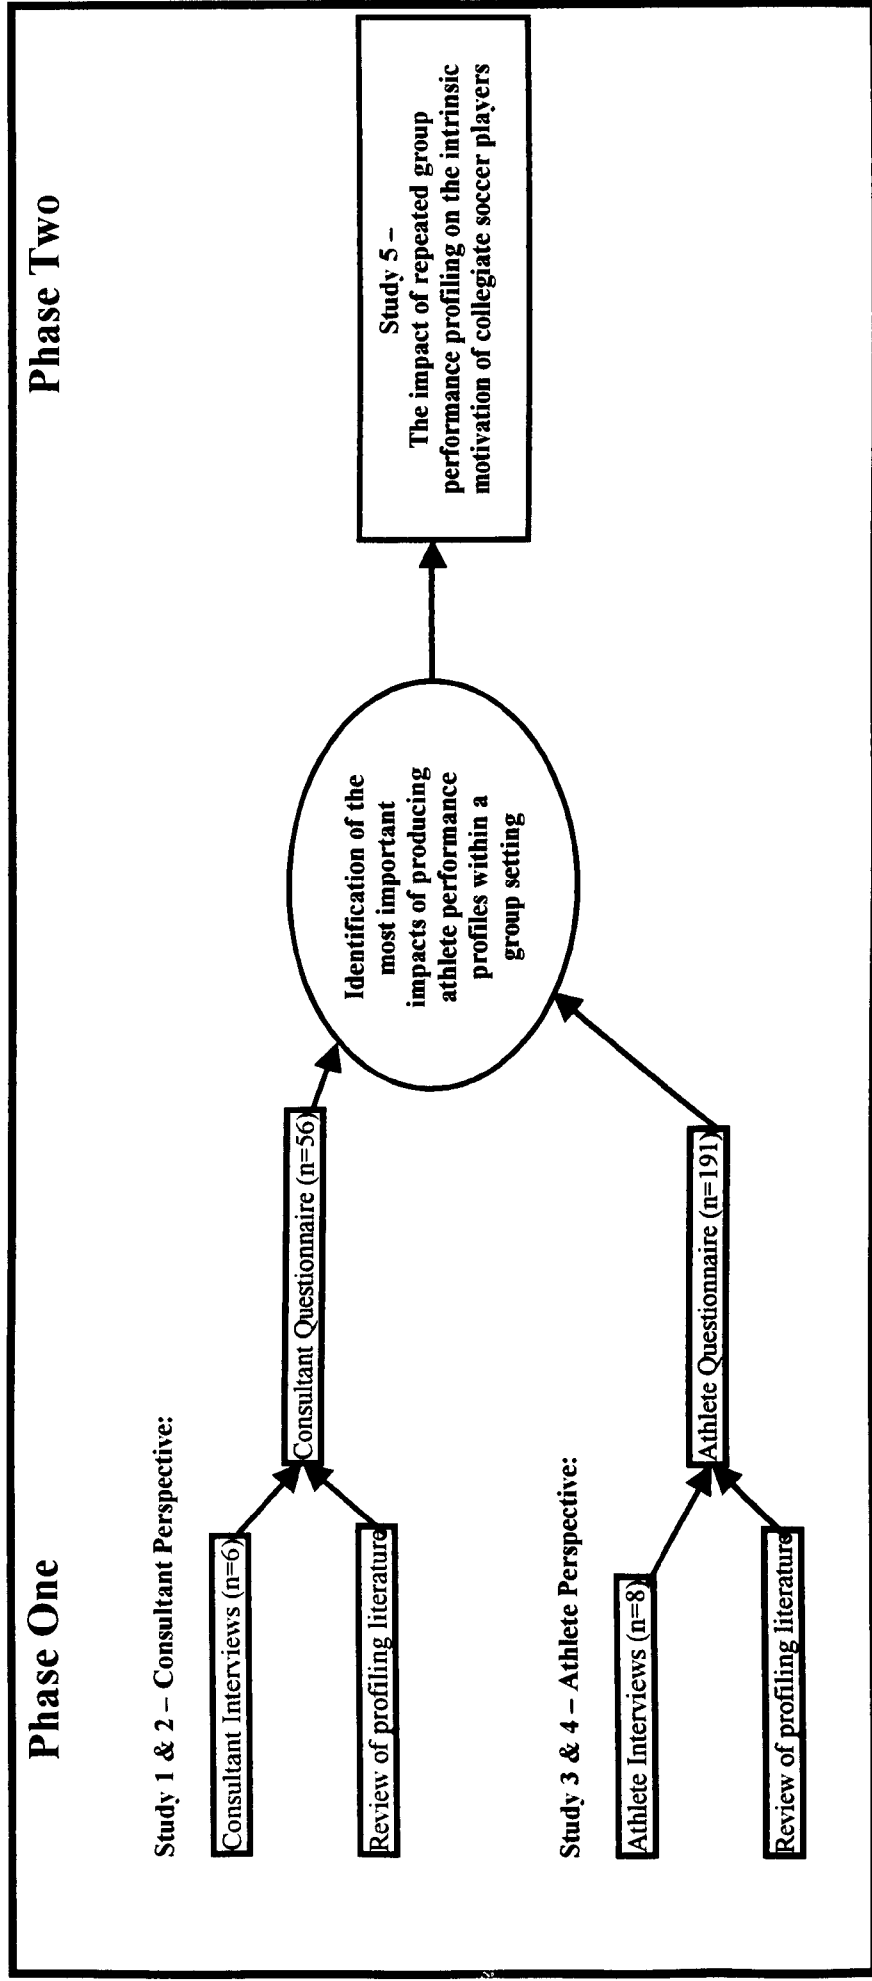 Phase One
Phase Two
Study 1 & 2 – Consultant Perspective:
Consultant Interviews (n=6)
Review of profiling literature
Consultant Questionnaire (n=56)
Study 3 & 4 – Athlete Perspective:
Athlete Interviews (n=8)
Review of profiling literature
Athlete Questionnaire (n=191)
Identification of the
most important
impacts of producing
athlete performance
profiles within a
group setting
Study 5 –
The impact of repeated group
performance profiling on the intrinsic
motivation of collegiate soccer players